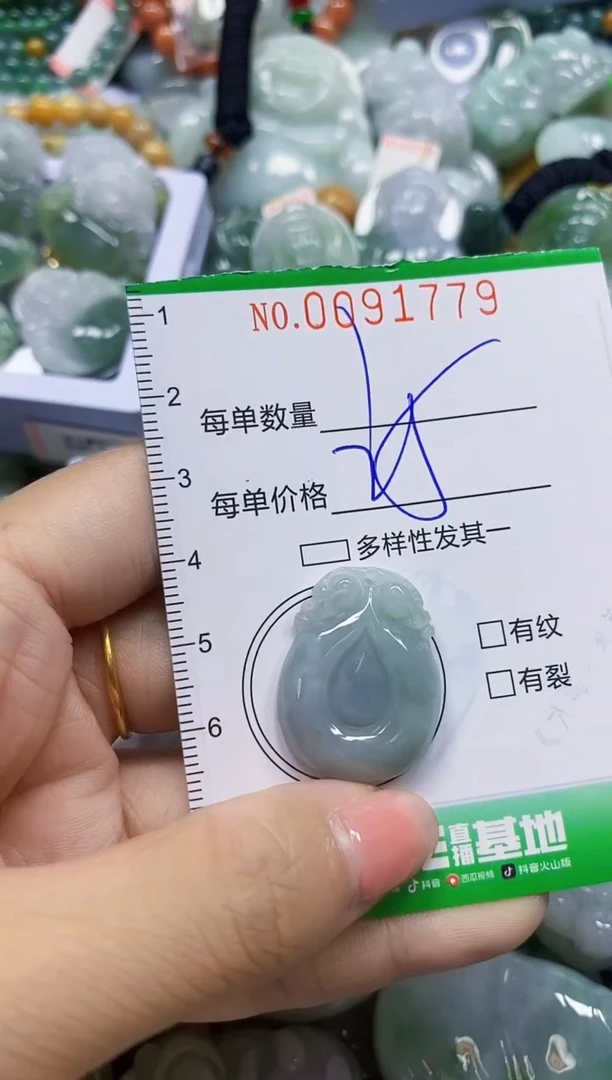 NO.0091779
1
2
每单数量
3
每单价格
4
多样性发其一
5
有纹
有裂
6
直播基地
抖音 西瓜视频 抖音火山版